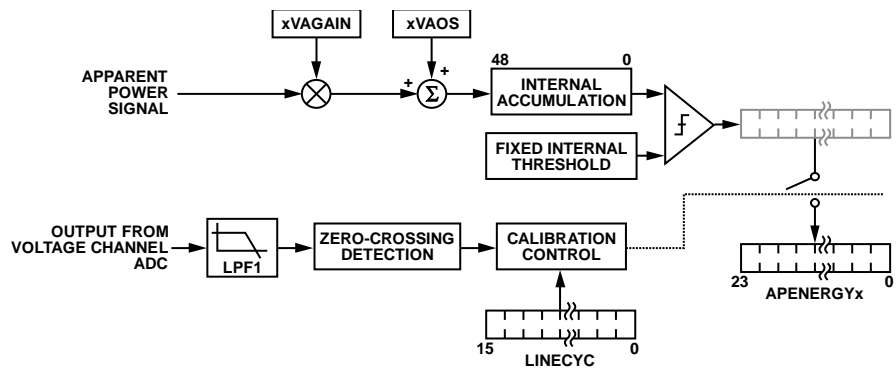 xVAGAIN
xVAOS
APPARENT
POWER
SIGNAL
+
+
Σ
48
0
INTERNAL
ACCUMULATION
FIXED INTERNAL
THRESHOLD
OUTPUT FROM
VOLTAGE CHANNEL
ADC
LPF1
ZERO-CROSSING
DETECTION
CALIBRATION
CONTROL
15
0
LINECYC
23
0
APENERGYx